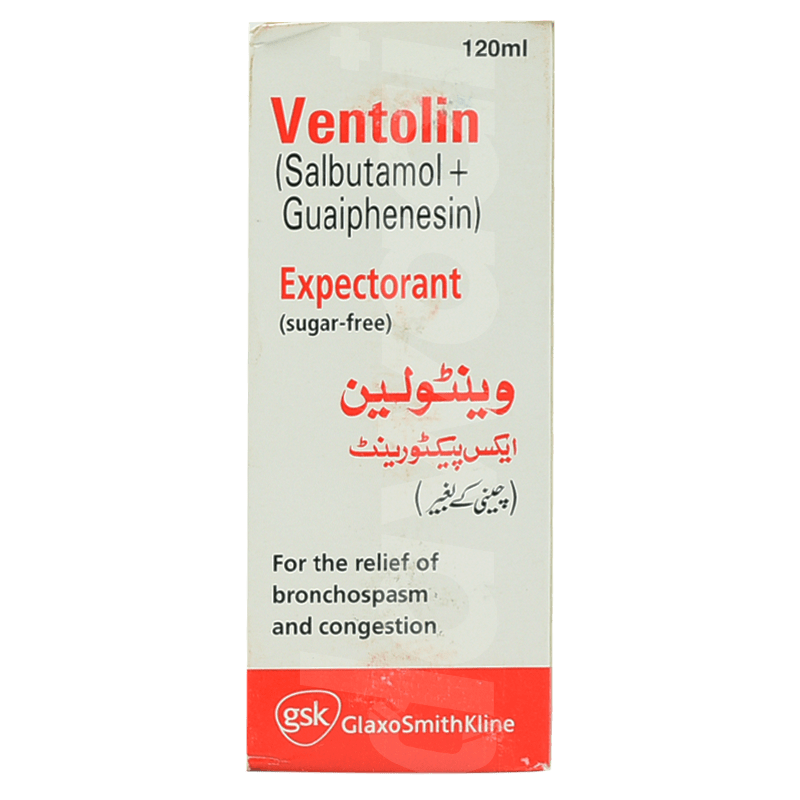 120ml
Ventolin
(Salbutamol +
Guaiphenesin)
Expectorant
(sugar-free)
وینٹولین
ایکس پیکٹورینٹ
(چینی کے بغیر)
For the relief of
bronchospasm
and congestion
gsk GlaxoSmithKline